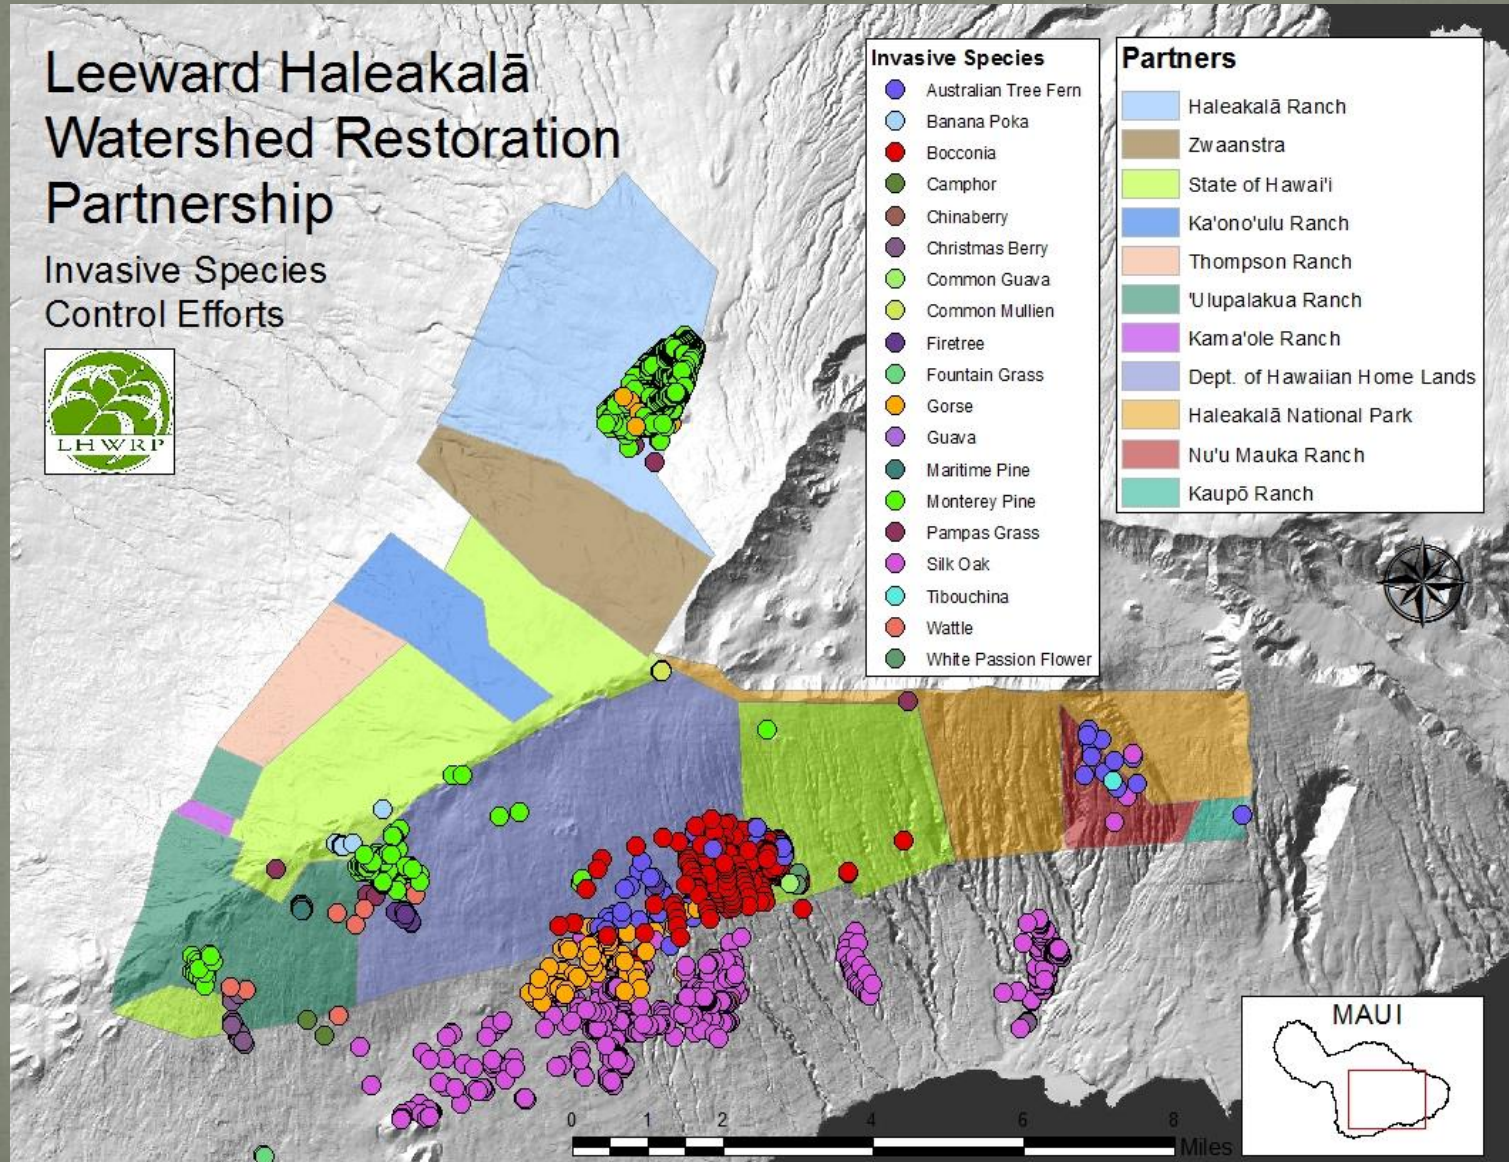 Leeward Haleakalā
Watershed Restoration
Partnership
Invasive Species
Control Efforts
LHWRP
Invasive Species
Australian Tree Fern
Banana Poka
Bocconia
Camphor
Chinaberry
Christmas Berry
Common Guava
Common Mullien
Firetree
Fountain Grass
Gorse
Guava
Maritime Pine
Monterey Pine
Pampas Grass
Silk Oak
Tibouchina
Wattle
White Passion Flower
Partners
Haleakalā Ranch
Zwaanstra
State of Hawai'i
Ka'ono'ulu Ranch
Thompson Ranch
'Ulupalakua Ranch
Kama'ole Ranch
Dept. of Hawaiian Home Lands
Haleakalā National Park
Nu'u Mauka Ranch
Kaupō Ranch
MAUI
0 1 2 4 6 8
Miles